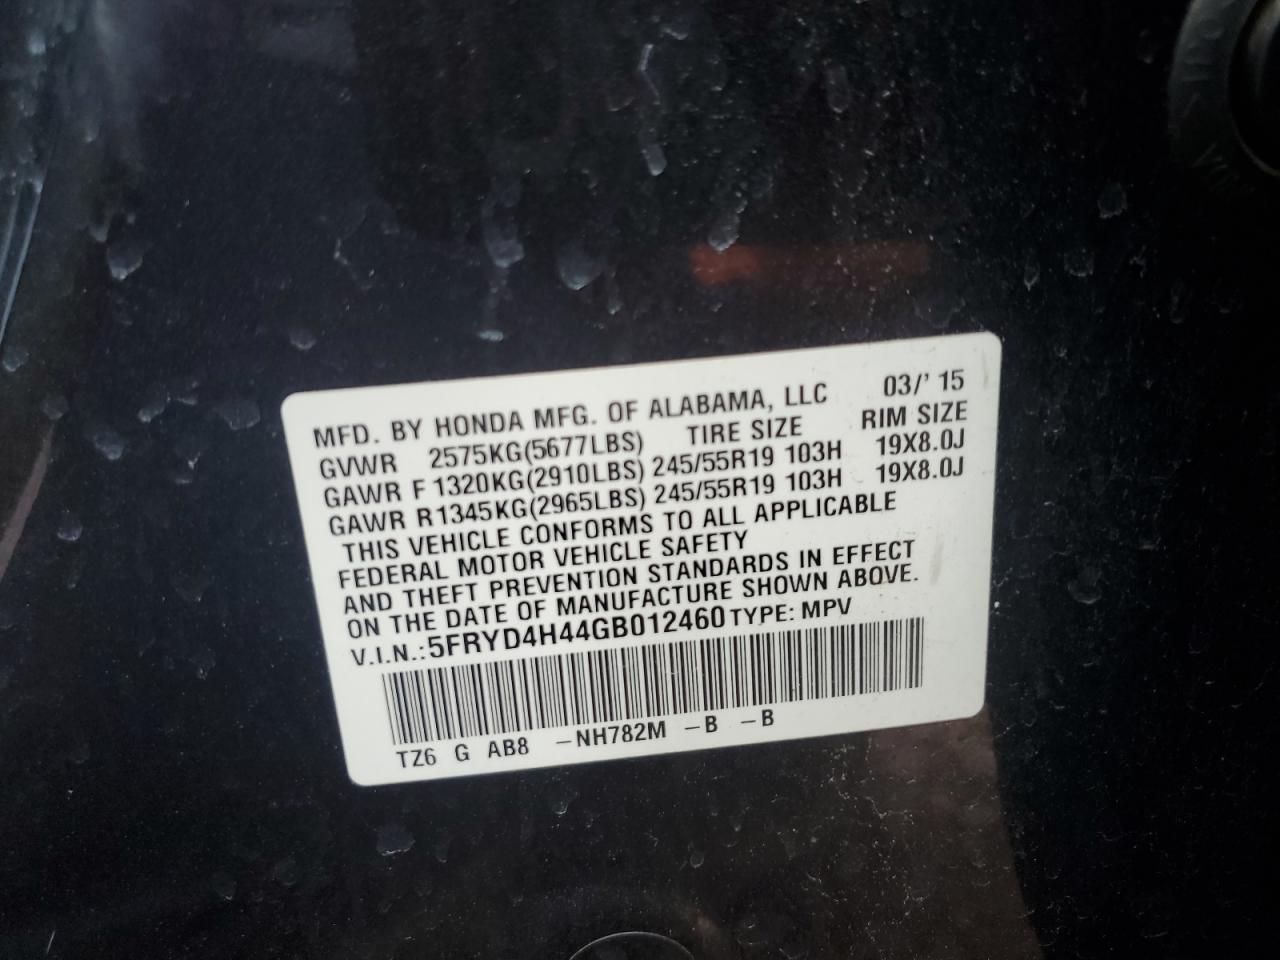 MFD. BY HONDA MFG. OF ALABAMA, LLC 03/' 15
GVWR 2575KG(5677LBS) TIRE SIZE RIM SIZE
GAWR F 1320KG(2910LBS) 245/55R19 103H 19X8.0J
GAWR R1345KG(2965LBS) 245/55R19 103H 19X8.0J
THIS VEHICLE CONFORMS TO ALL APPLICABLE
FEDERAL MOTOR VEHICLE SAFETY
AND THEFT PREVENTION STANDARDS IN EFFECT
ON THE DATE OF MANUFACTURE SHOWN ABOVE.
V.I.N.:5FRYD4H44GB012460 TYPE: MPV
TZ6 G AB8 -NH782M -B -B